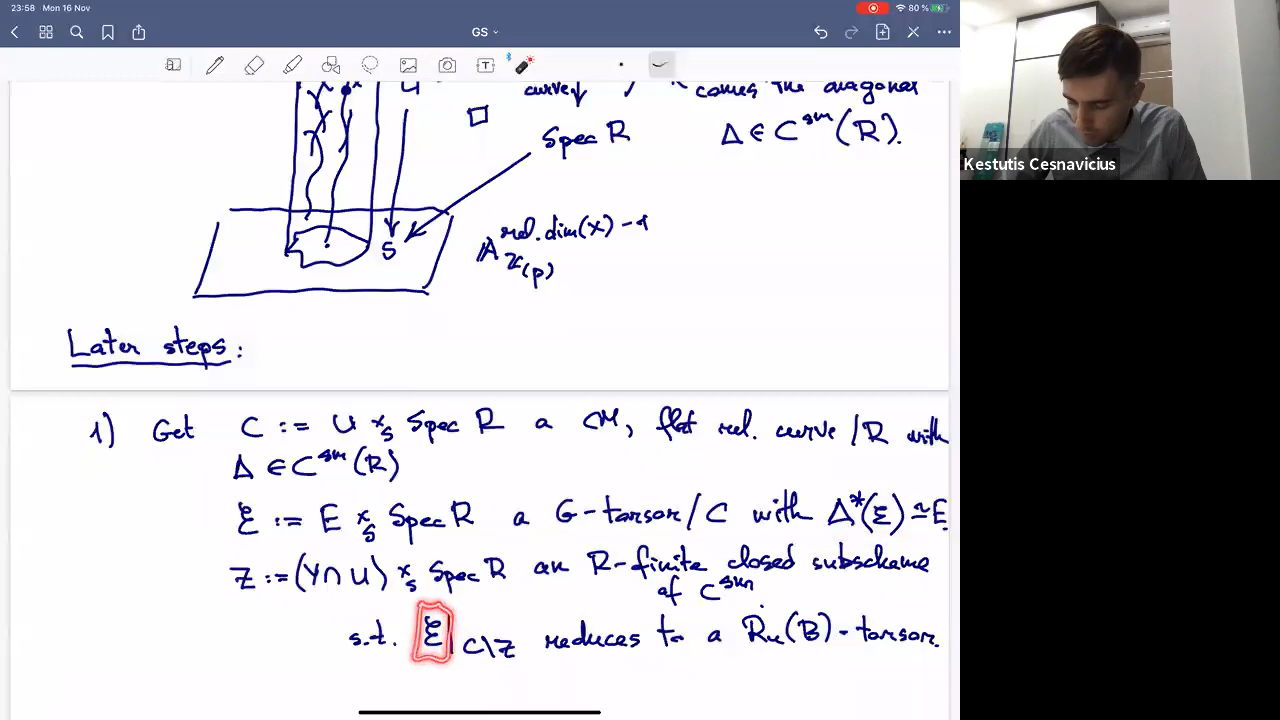 23:58 Mon 16 Nov
80 %
GS
U
curve↓
comes the diagonal
□
Spec R
Δ ∈ C^{sm}(R).
S
A^{rel.dim(X)-1}_{Z_{(p)}}
Later steps:
1) Get C := U ×_S Spec R a CM, flat rel. curve /R with
Δ ∈ C^{sm}(R)
ℰ := E ×_S Spec R a G-torsor/C with Δ*(ℰ) ≃ E.
Z := (Y∩U) ×_S Spec R an R-finite closed subscheme
of C^{sm}
s.t. ℰ|_{C\Z} reduces to a R_u(B)-torsor.
Kestutis Cesnavicius